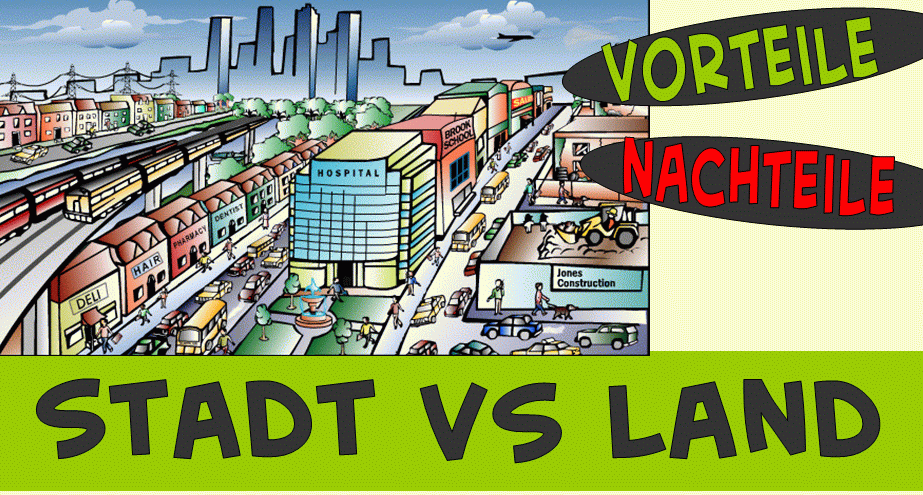 VORTEILE
NACHTEILE
SALE
BROOK
SCHOOL
HOSPITAL
DENTIST
PHARMACY
HAIR
DELI
Jones
Construction
STADT VS LAND